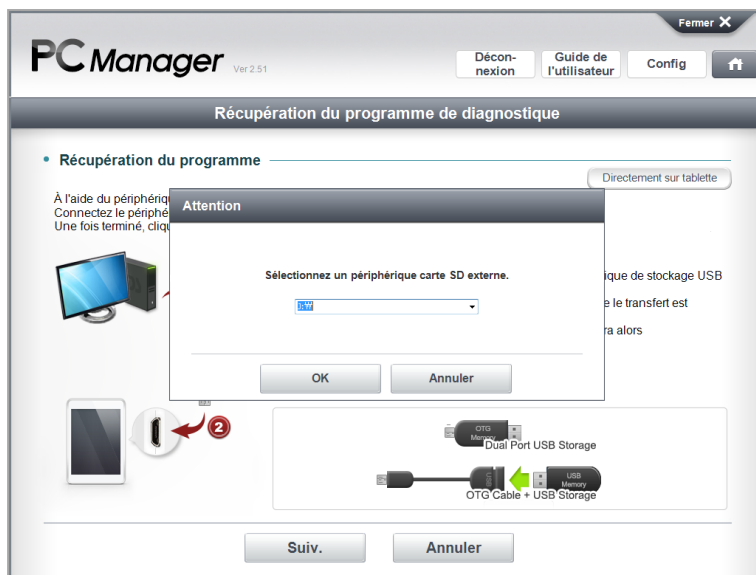 Fermer X
PC Manager Ver 2.51
Décon-
nexion
Guide de
l'utilisateur
Config
Récupération du programme de diagnostique
• Récupération du programme
Directement sur tablette
À l'aide du périphériq
Connectez le périphé
Une fois terminé, cliqu
Attention
Sélectionnez un périphérique carte SD externe.
J:₩
OK
Annuler
ique de stockage USB
e le transfert est
ra alors
2
OTG
Memory
Dual Port USB Storage
USB
USB
Memory
OTG Cable + USB Storage
Suiv.
Annuler